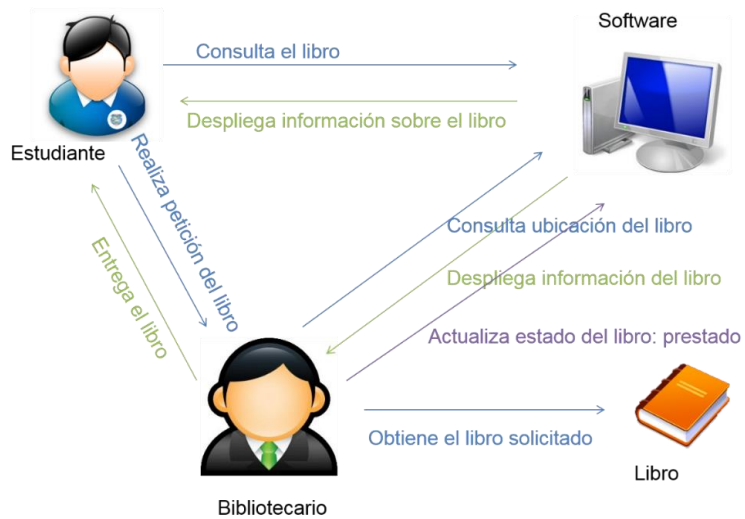 Software
Consulta el libro
Despliega información sobre el libro
Estudiante
Realiza petición del libro
Entrega el libro
Consulta ubicación del libro
Despliega información del libro
Actualiza estado del libro: prestado
Obtiene el libro solicitado
Libro
Bibliotecario